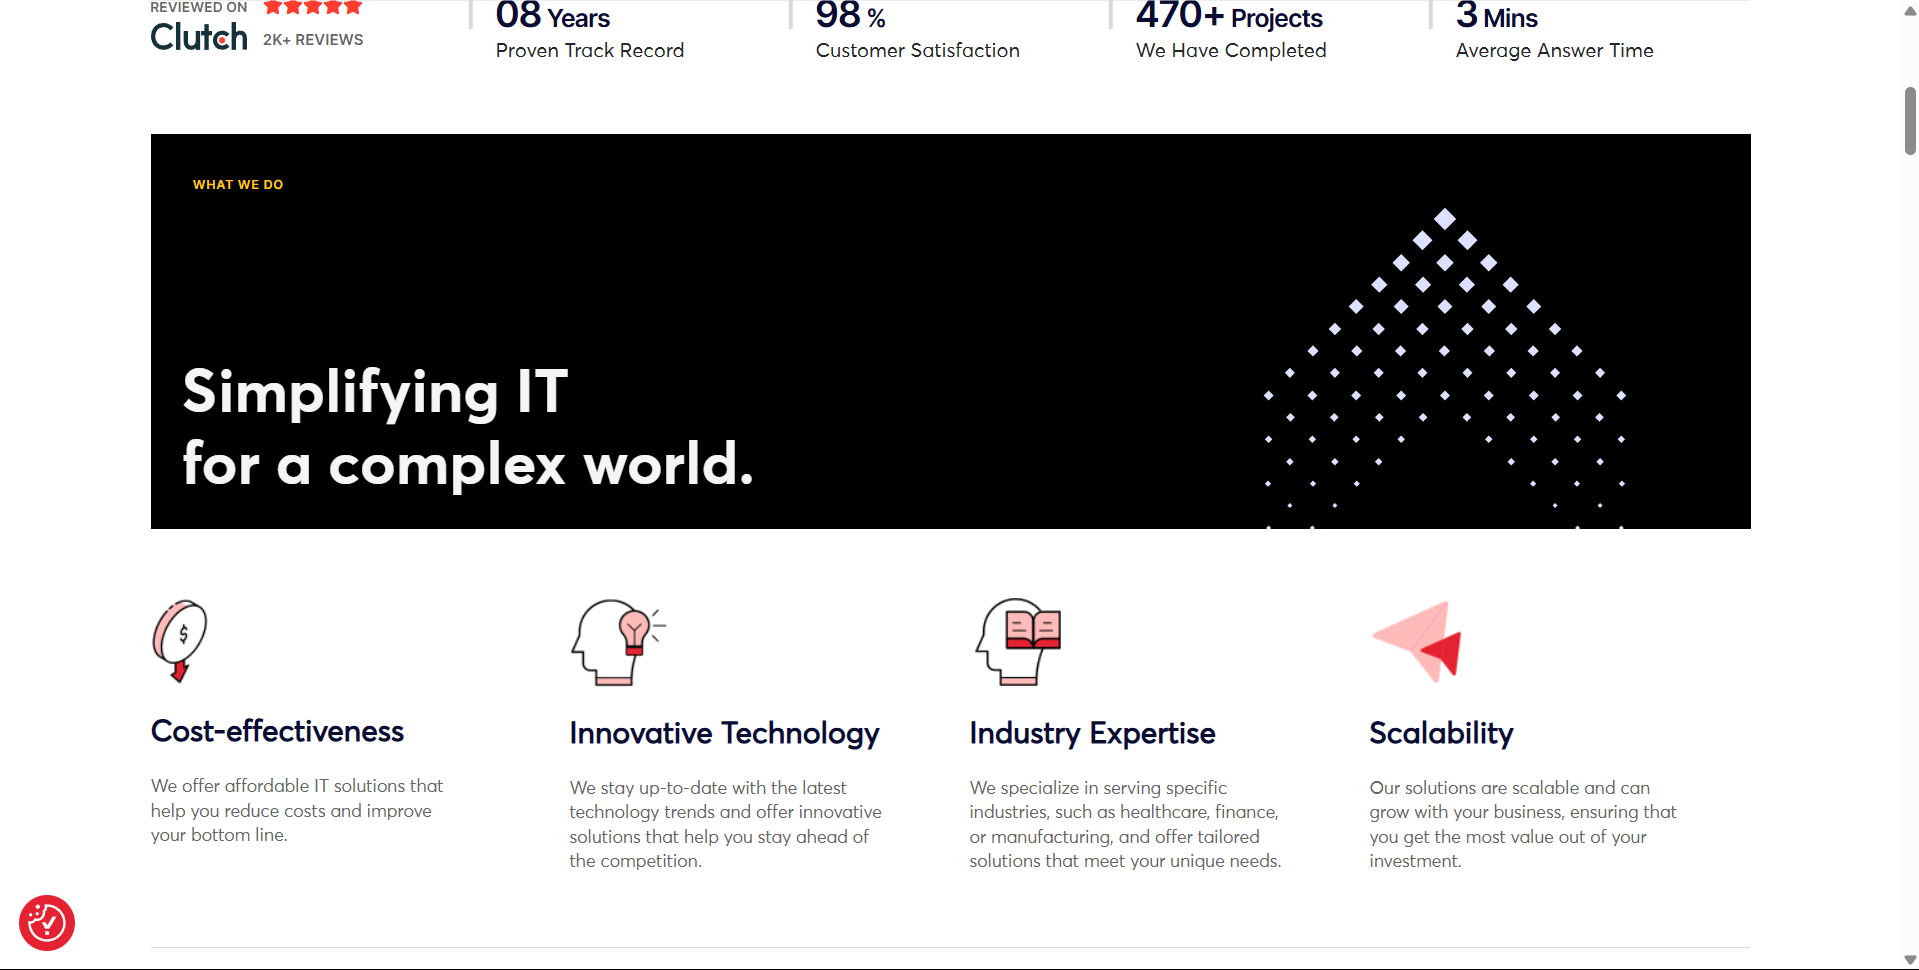 REVIEWED ON
Clutch
2K+ REVIEWS
08 Years
Proven Track Record
98 %
Customer Satisfaction
470+ Projects
We Have Completed
3 Mins
Average Answer Time
WHAT WE DO
Simplifying IT
for a complex world.
$
Cost-effectiveness
We offer affordable IT solutions that
help you reduce costs and improve
your bottom line.
Innovative Technology
We stay up-to-date with the latest
technology trends and offer innovative
solutions that help you stay ahead of
the competition.
Industry Expertise
We specialize in serving specific
industries, such as healthcare, finance,
or manufacturing, and offer tailored
solutions that meet your unique needs.
Scalability
Our solutions are scalable and can
grow with your business, ensuring that
you get the most value out of your
investment.